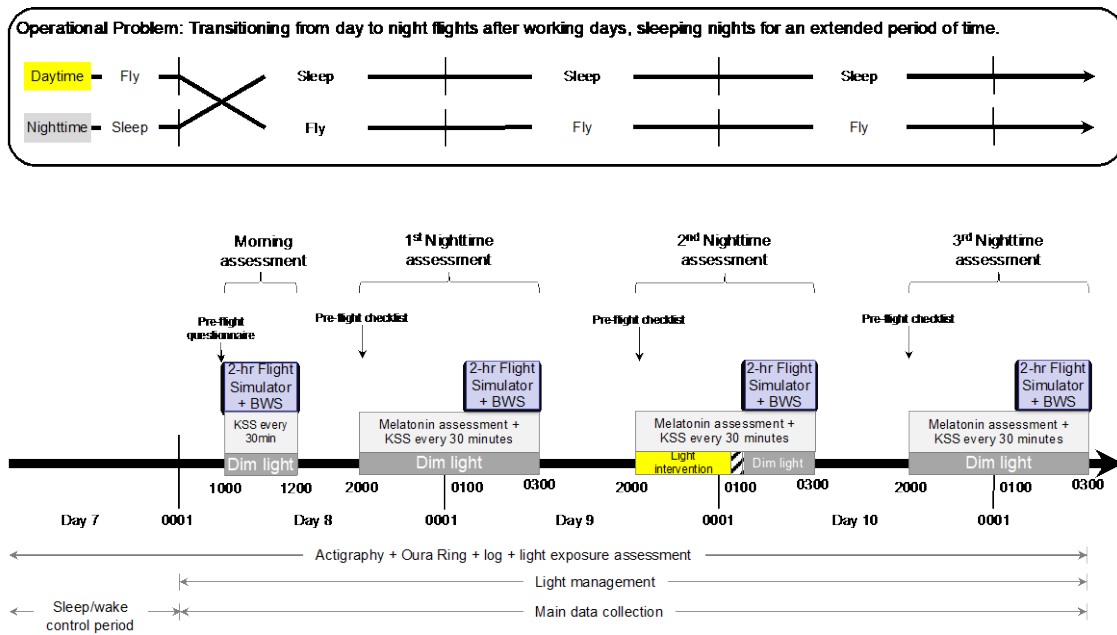 Operational Problem: Transitioning from day to night flights after working days, sleeping nights for an extended period of time.
Daytime Fly Sleep Sleep Sleep
Nighttime Sleep Fly Fly Fly
Morning
assessment
1st Nighttime
assessment
2nd Nighttime
assessment
3rd Nighttime
assessment
Pre-flight
questionnaire
Pre-flight checklist
Pre-flight checklist
Pre-flight checklist
2-hr Flight
Simulator
+ BWS
2-hr Flight
Simulator
+ BWS
2-hr Flight
Simulator
+ BWS
2-hr Flight
Simulator
+ BWS
KSS every
30min
Melatonin assessment +
KSS every 30 minutes
Melatonin assessment +
KSS every 30 minutes
Melatonin assessment +
KSS every 30 minutes
Dim light
Dim light
Light
intervention
Dim light
Dim light
1000 1200 2000 0100 0300 2000 0100 0300 2000 0100 0300
Day 7 0001 Day 8 0001 Day 9 0001 Day 10 0001
Actigraphy + Oura Ring + log + light exposure assessment
Light management
Sleep/wake
control period
Main data collection